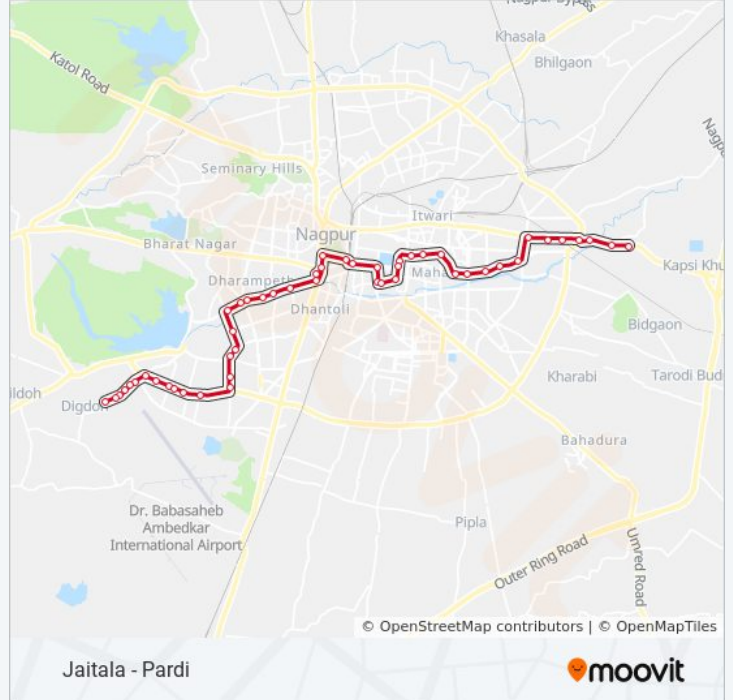 Nagpur Bypass
Khasala
Bhilgaon
Katol Road
Nagpu
Seminary Hills
Itwari
Nagpur
Bharat Nagar
Kapsi Khu
Dharampeth
Maha
Dhantoli
Bidgaon
ldoh
Kharabi
Tarodi Bud
Digdoh
Bahadura
Dr. Babasaheb
Ambedkar
International Airport
Pipla
Outer Ring Road
Umred Road
© OpenStreetMap contributors | © OpenMapTiles
Jaitala - Pardi
moovit